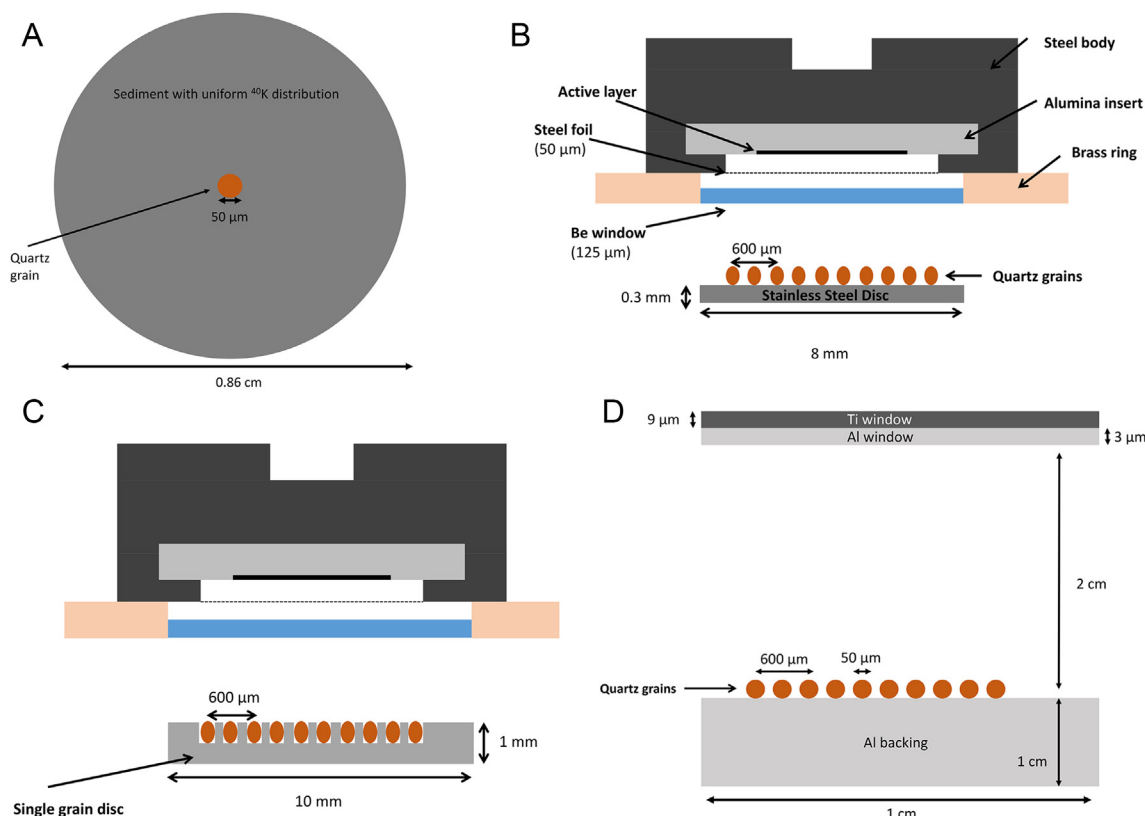 A
Sediment with uniform ⁴⁰K distribution
50 µm
Quartz
grain
0.86 cm
B
Steel body
Active layer
Alumina insert
Steel foil
(50 µm)
Brass ring
Be window
(125 µm)
600 µm
Quartz grains
0.3 mm
Stainless Steel Disc
8 mm
C
600 µm
1 mm
10 mm
Single grain disc
D
9 µm
Ti window
Al window
3 µm
2 cm
600 µm
50 µm
Quartz grains
Al backing
1 cm
1 cm